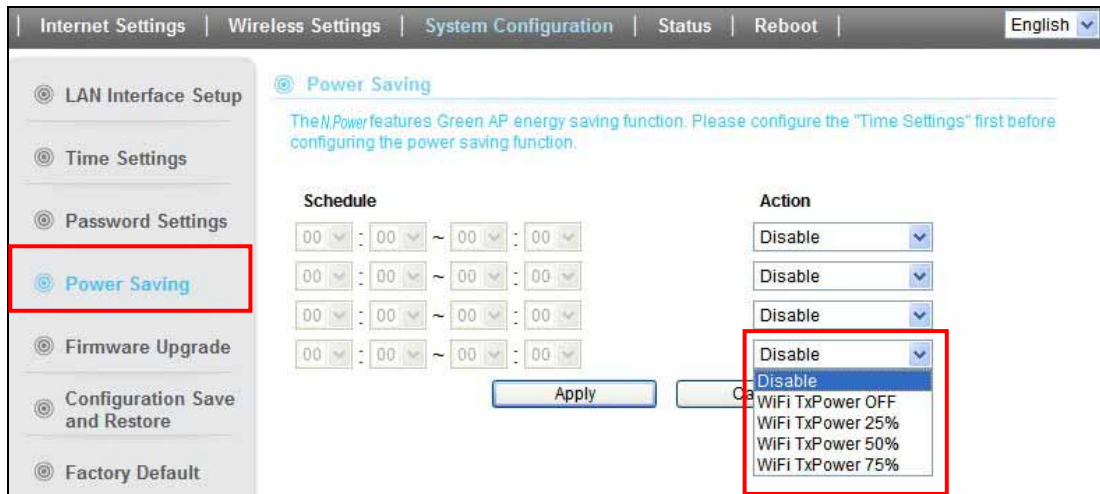 | Internet Settings | Wireless Settings | System Configuration | Status | Reboot | English
LAN Interface Setup
Time Settings
Password Settings
Power Saving
Firmware Upgrade
Configuration Save
and Restore
Factory Default
Power Saving
The N.Power features Green AP energy saving function. Please configure the "Time Settings" first before
configuring the power saving function.
Schedule Action
00 : 00 ~ 00 : 00 Disable
00 : 00 ~ 00 : 00 Disable
00 : 00 ~ 00 : 00 Disable
00 : 00 ~ 00 : 00 Disable
Apply
Disable
WiFi TxPower OFF
WiFi TxPower 25%
WiFi TxPower 50%
WiFi TxPower 75%